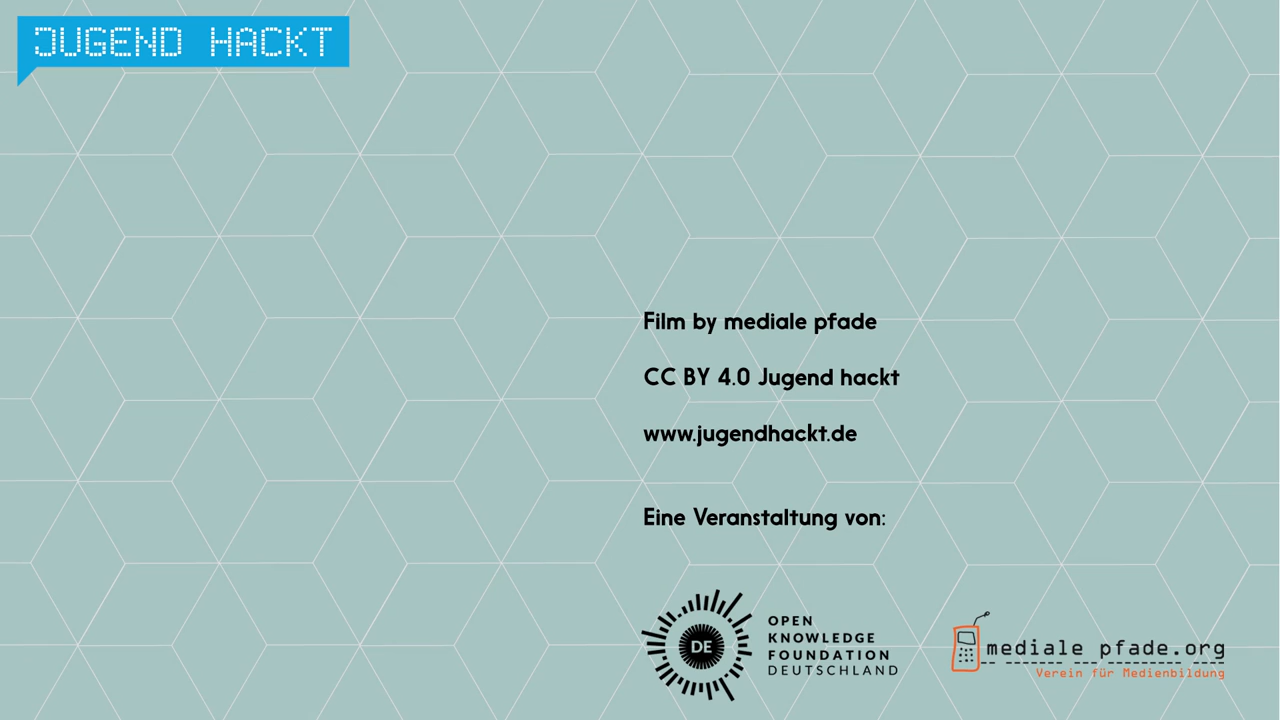 JUGEND HACKT
Film by mediale pfade
CC BY 4.0 Jugend hackt
www.jugendhackt.de
Eine Veranstaltung von:
DE
OPEN
KNOWLEDGE
FOUNDATION
DEUTSCHLAND
mediale pfade.org
Verein für Medienbildung